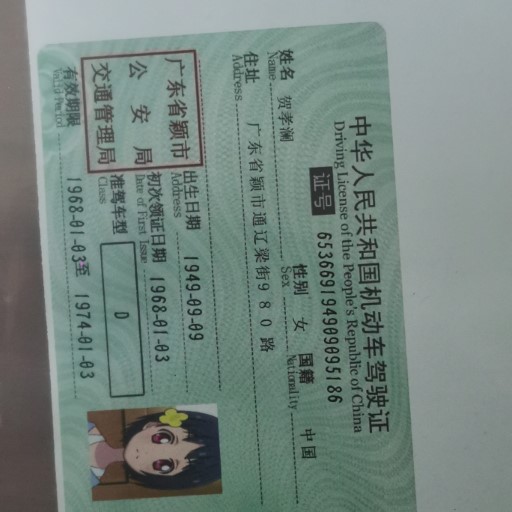 中华人民共和国机动车驾驶证
Driving License of the People's Republic of China
证号 653669194909095186
姓名 贺孝澜 性别 女 国籍 中国
Name Sex Nationality
住址 广东省颖市通辽梁街980路
Address
广东省颖市
公安局
交通管理局
出生日期 1949-09-09
Address
初次领证日期 1968-01-03
Date of First Issue
准驾车型 D
Class
有效期限 1968-01-03至 1974-01-03
Valid Period